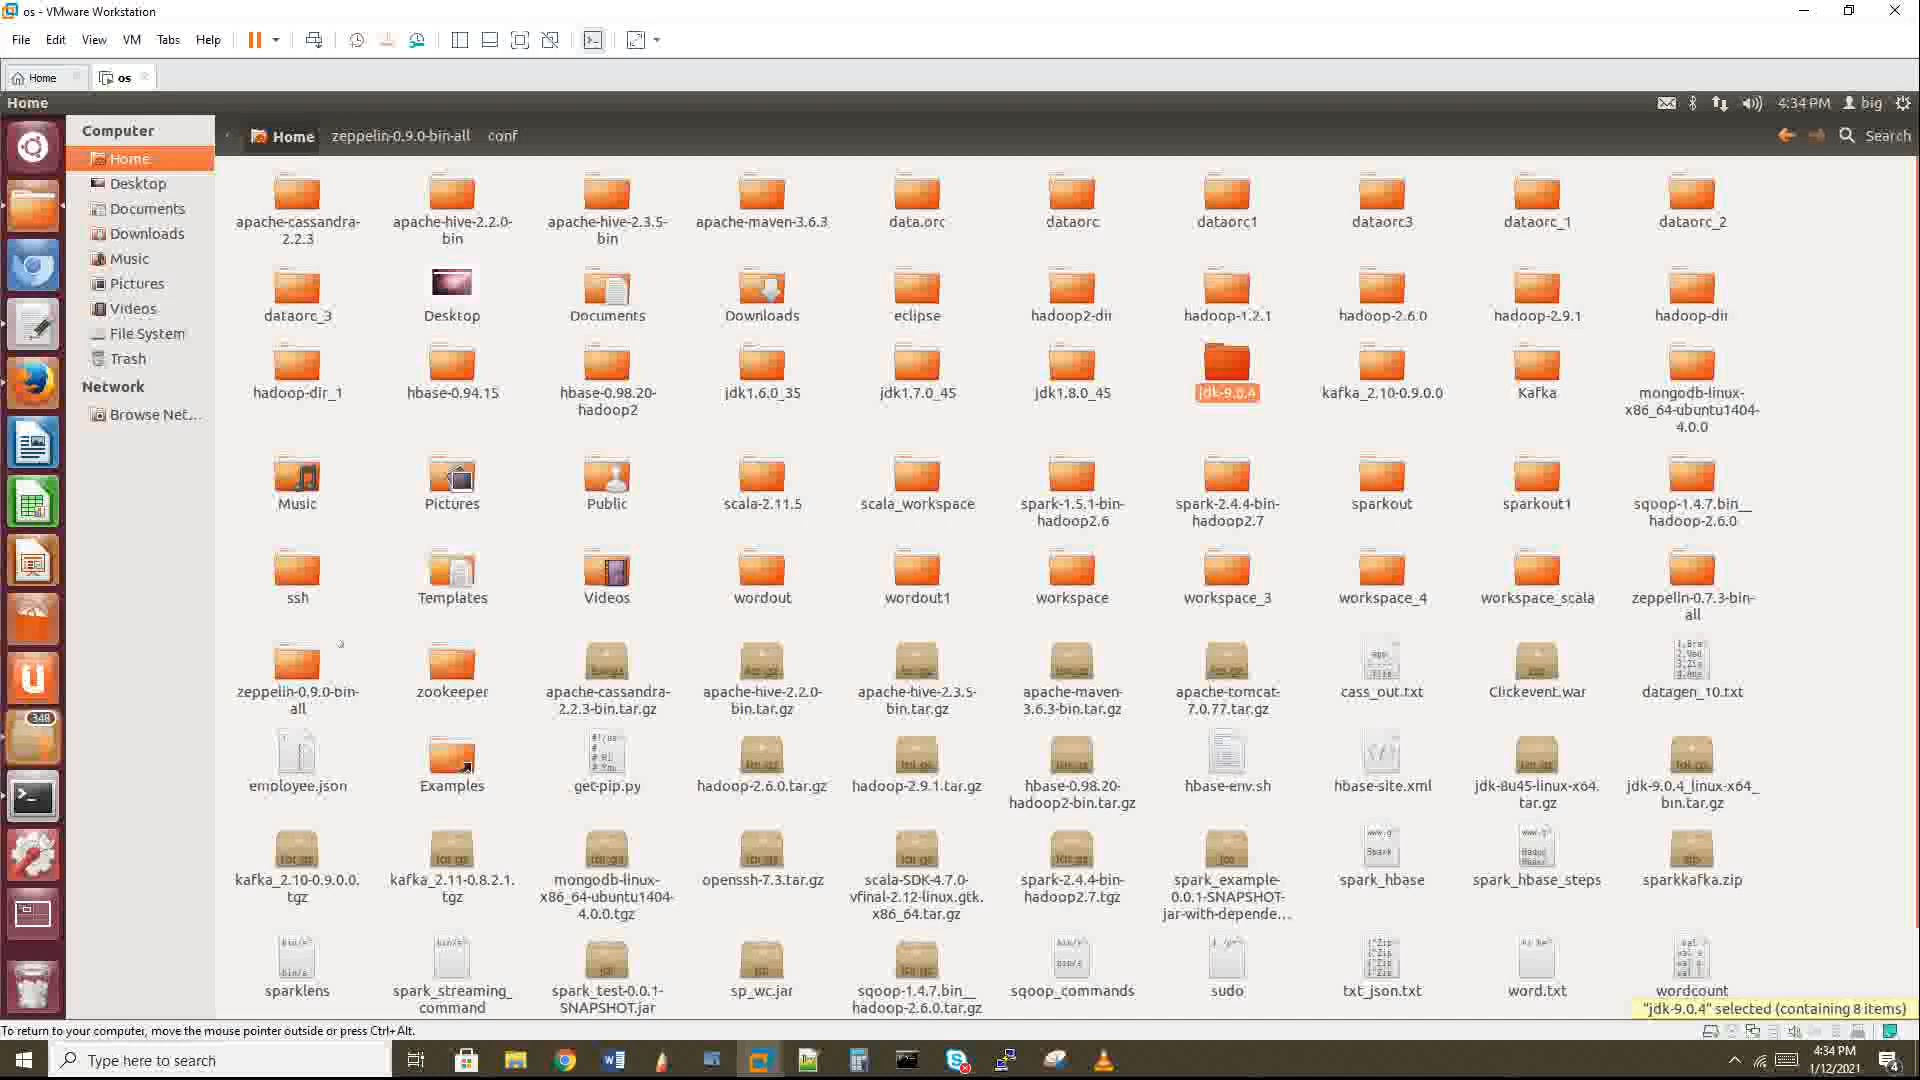 os - VMware Workstation
File Edit View VM Tabs Help
Home os
Home 4:34 PM big
Computer
Home zeppelin-0.9.0-bin-all conf Search
Home
Desktop
Documents
Downloads
Music
Pictures
Videos
File System
Trash
Network
Browse Net...
apache-cassandra-
2.2.3
apache-hive-2.2.0-
bin
apache-hive-2.3.5-
bin
apache-maven-3.6.3
data.orc
dataorc
dataorc1
dataorc3
dataorc_1
dataorc_2
dataorc_3
Desktop
Documents
Downloads
eclipse
hadoop2-dir
hadoop-1.2.1
hadoop-2.6.0
hadoop-2.9.1
hadoop-dir
hadoop-dir_1
hbase-0.94.15
hbase-0.98.20-
hadoop2
jdk1.6.0_35
jdk1.7.0_45
jdk1.8.0_45
jdk-9.0.4
kafka_2.10-0.9.0.0
Kafka
mongodb-linux-
x86_64-ubuntu1404-
4.0.0
Music
Pictures
Public
scala-2.11.5
scala_workspace
spark-1.5.1-bin-
hadoop2.6
spark-2.4.4-bin-
hadoop2.7
sparkout
sparkout1
sqoop-1.4.7.bin__
hadoop-2.6.0
ssh
Templates
Videos
wordout
wordout1
workspace
workspace_3
workspace_4
workspace_scala
zeppelin-0.7.3-bin-
all
zeppelin-0.9.0-bin-
all
zookeeper
apache-cassandra-
2.2.3-bin.tar.gz
apache-hive-2.2.0-
bin.tar.gz
apache-hive-2.3.5-
bin.tar.gz
apache-maven-
3.6.3-bin.tar.gz
apache-tomcat-
7.0.77.tar.gz
cass_out.txt
Clickevent.war
datagen_10.txt
348
employee.json
Examples
get-pip.py
hadoop-2.6.0.tar.gz
hadoop-2.9.1.tar.gz
hbase-0.98.20-
hadoop2-bin.tar.gz
hbase-env.sh
hbase-site.xml
jdk-8u45-linux-x64.
tar.gz
jdk-9.0.4_linux-x64_
bin.tar.gz
kafka_2.10-0.9.0.0.
tgz
kafka_2.11-0.8.2.1.
tgz
mongodb-linux-
x86_64-ubuntu1404-
4.0.0.tgz
openssh-7.3.tar.gz
scala-SDK-4.7.0-
vfinal-2.12-linux.gtk.
x86_64.tar.gz
spark-2.4.4-bin-
hadoop2.7.tgz
spark_example-
0.0.1-SNAPSHOT-
jar-with-depende...
spark_hbase
spark_hbase_steps
sparkkafka.zip
sparklens
spark_streaming_
command
spark_test-0.0.1-
SNAPSHOT.jar
sp_wc.jar
sqoop-1.4.7.bin__
hadoop-2.6.0.tar.gz
sqoop_commands
sudo
txt_json.txt
word.txt
wordcount
"jdk-9.0.4" selected (containing 8 items)
To return to your computer, move the mouse pointer outside or press Ctrl+Alt.
Type here to search
4:34 PM
1/12/2021
4